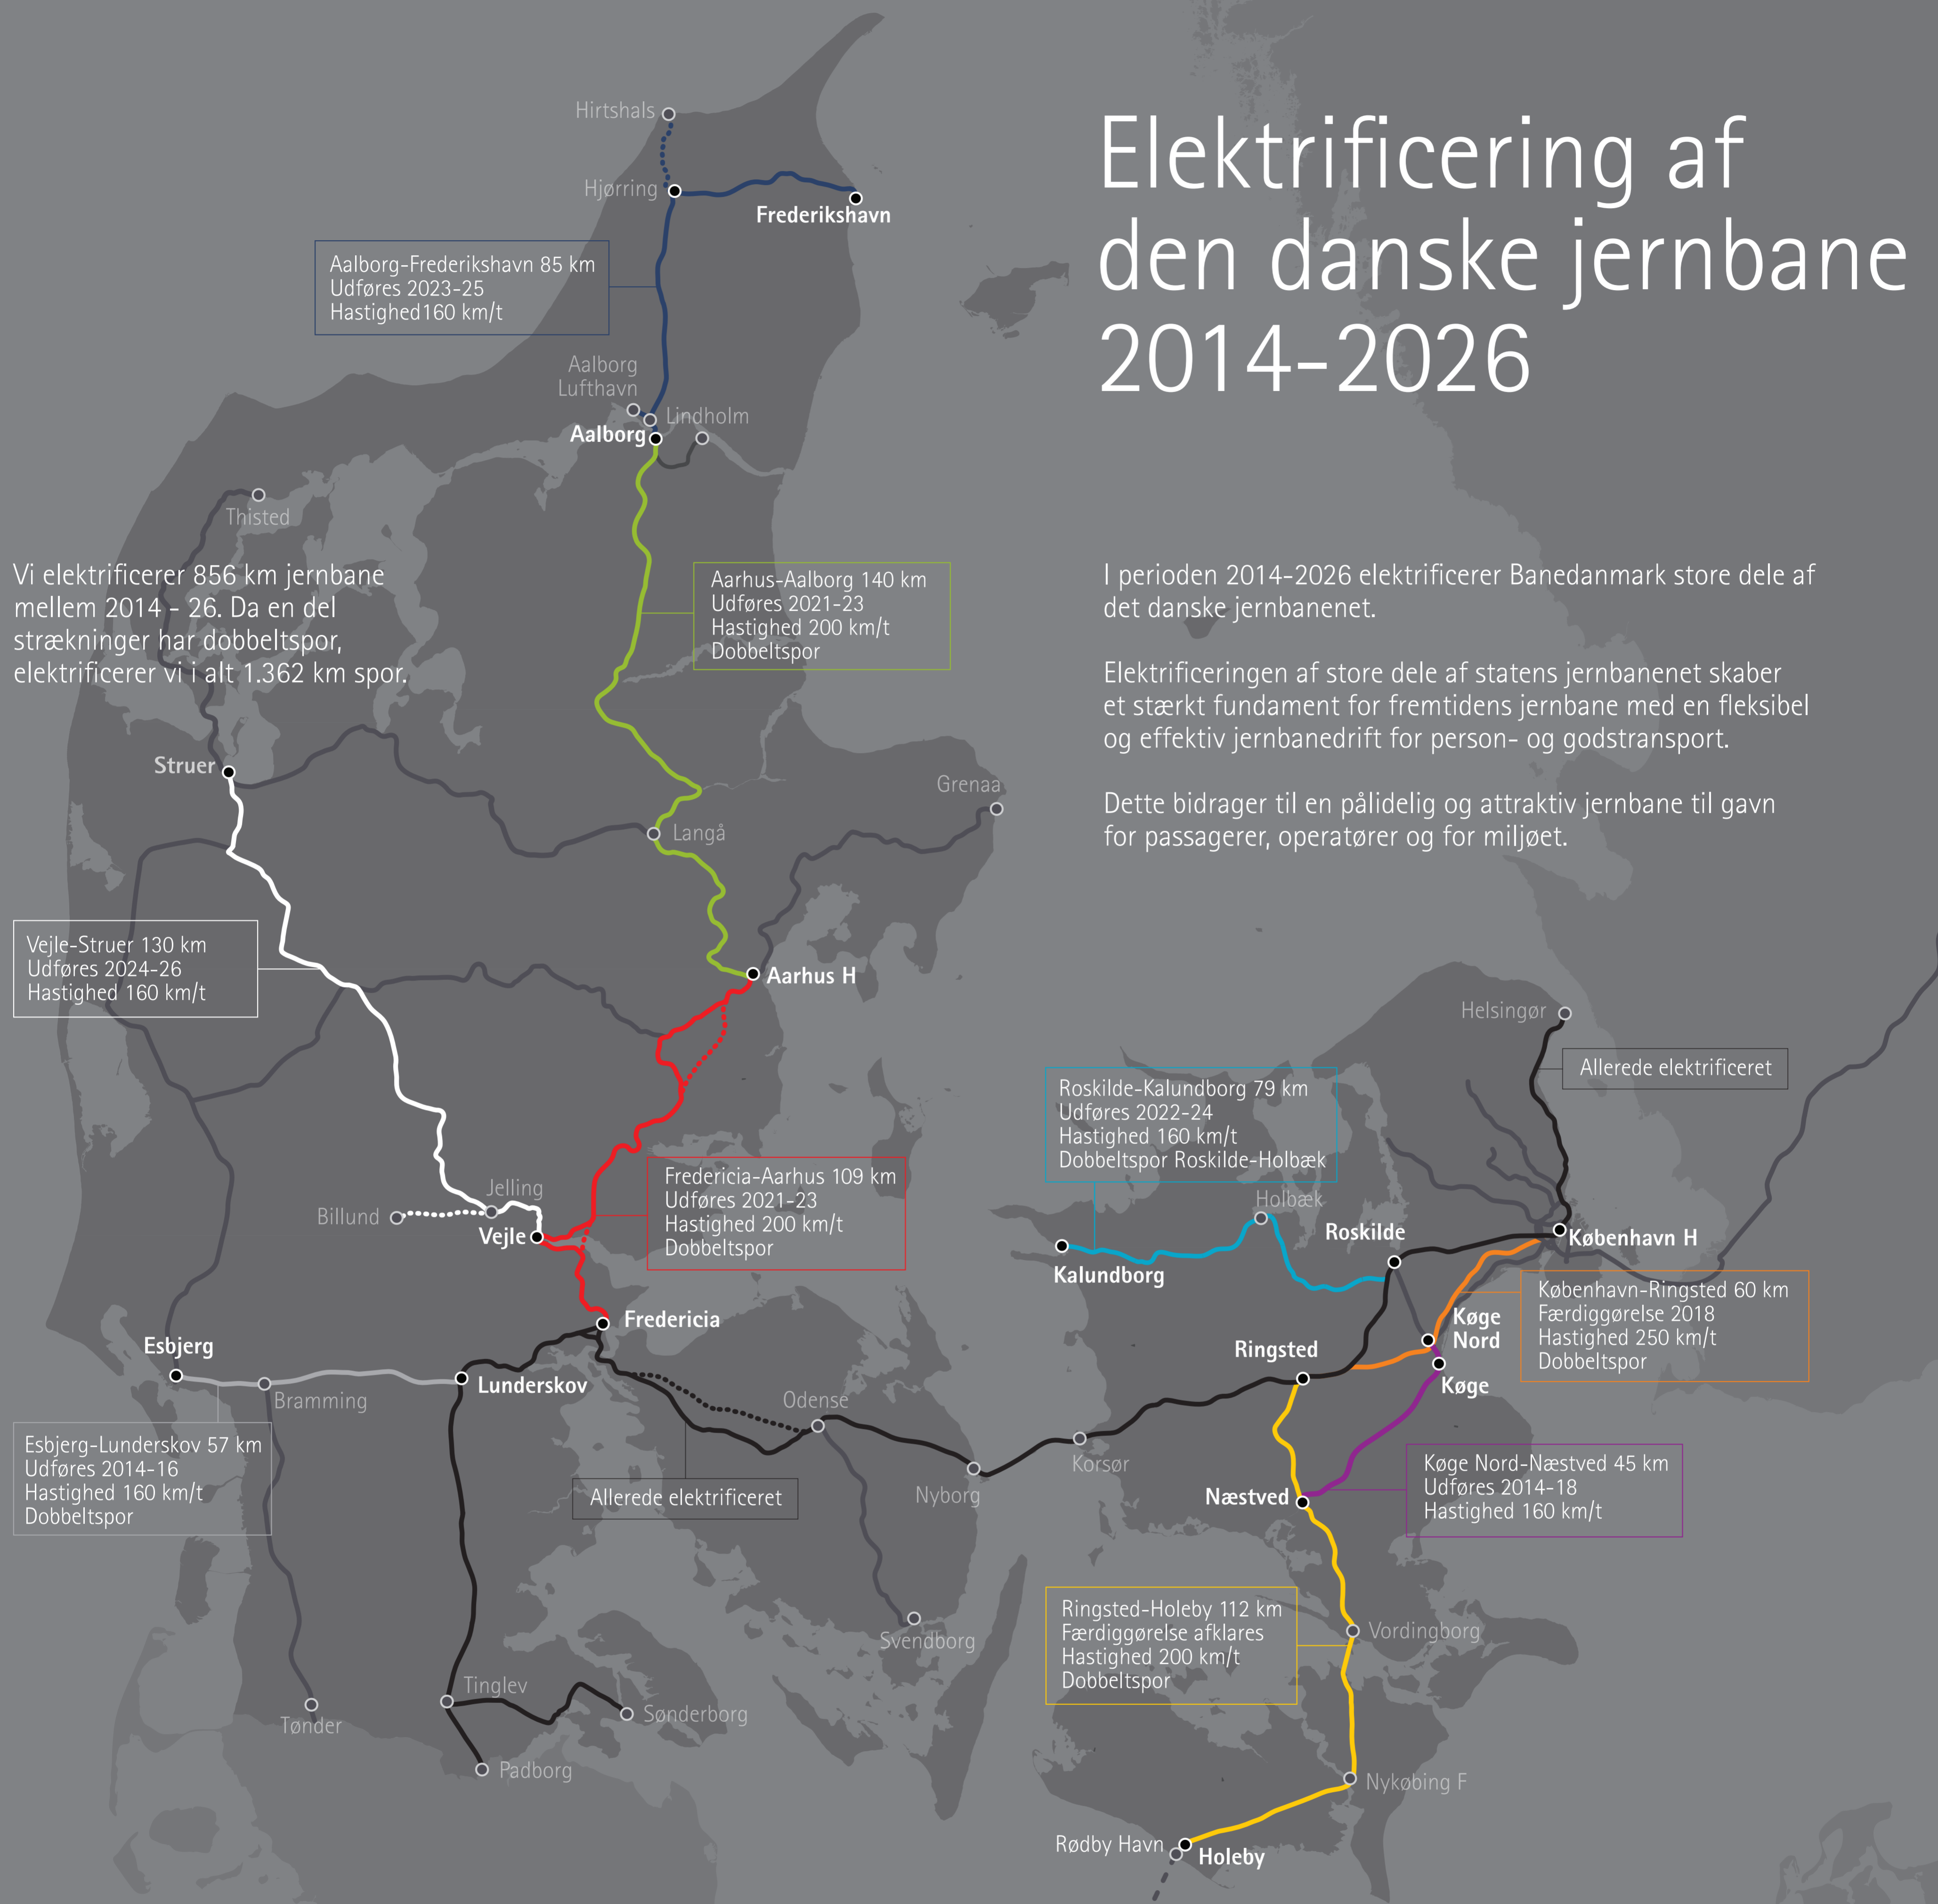 Elektrificering af
den danske jernbane
2014-2026
Hirtshals
Hjørring
Frederikshavn
Aalborg-Frederikshavn 85 km
Udføres 2023-25
Hastighed160 km/t
Aalborg
Lufthavn
Lindholm
Aalborg
Thisted
Vi elektrificerer 856 km jernbane
mellem 2014 - 26. Da en del
strækninger har dobbeltspor,
elektrificerer vi i alt 1.362 km spor.
Aarhus-Aalborg 140 km
Udføres 2021-23
Hastighed 200 km/t
Dobbeltspor
I perioden 2014-2026 elektrificerer Banedanmark store dele af
det danske jernbanenet.
Elektrificeringen af store dele af statens jernbanenet skaber
et stærkt fundament for fremtidens jernbane med en fleksibel
og effektiv jernbanedrift for person- og godstransport.
Dette bidrager til en pålidelig og attraktiv jernbane til gavn
for passagerer, operatører og for miljøet.
Struer
Grenaa
Langå
Vejle-Struer 130 km
Udføres 2024-26
Hastighed 160 km/t
Aarhus H
Helsingør
Allerede elektrificeret
Roskilde-Kalundborg 79 km
Udføres 2022-24
Hastighed 160 km/t
Dobbeltspor Roskilde-Holbæk
Fredericia-Aarhus 109 km
Udføres 2021-23
Hastighed 200 km/t
Dobbeltspor
Jelling
Billund
Vejle
Holbæk
Roskilde
København H
Kalundborg
København-Ringsted 60 km
Færdiggørelse 2018
Hastighed 250 km/t
Dobbeltspor
Køge
Nord
Fredericia
Esbjerg
Ringsted
Lunderskov
Køge
Bramming
Odense
Esbjerg-Lunderskov 57 km
Udføres 2014-16
Hastighed 160 km/t
Dobbeltspor
Allerede elektrificeret
Nyborg
Korsør
Næstved
Køge Nord-Næstved 45 km
Udføres 2014-18
Hastighed 160 km/t
Ringsted-Holeby 112 km
Færdiggørelse afklares
Hastighed 200 km/t
Dobbeltspor
Vordingborg
Svendborg
Tinglev
Sønderborg
Tønder
Padborg
Nykøbing F
Rødby Havn
Holeby